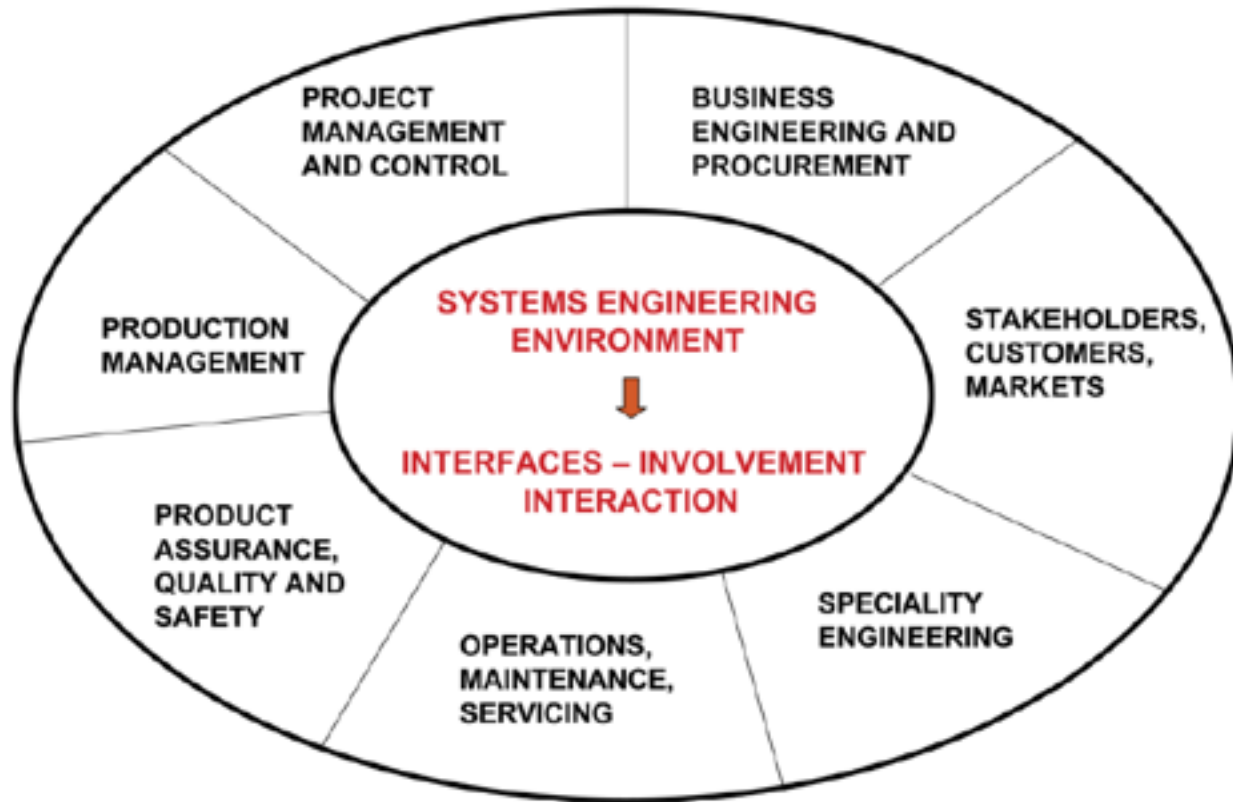 PROJECT
MANAGEMENT
AND CONTROL
BUSINESS
ENGINEERING AND
PROCUREMENT
SYSTEMS ENGINEERING
ENVIRONMENT
INTERFACES – INVOLVEMENT
INTERACTION
STAKEHOLDERS,
CUSTOMERS,
MARKETS
PRODUCTION
MANAGEMENT
PRODUCT
ASSURANCE,
QUALITY AND
SAFETY
OPERATIONS,
MAINTENANCE,
SERVICING
SPECIALITY
ENGINEERING